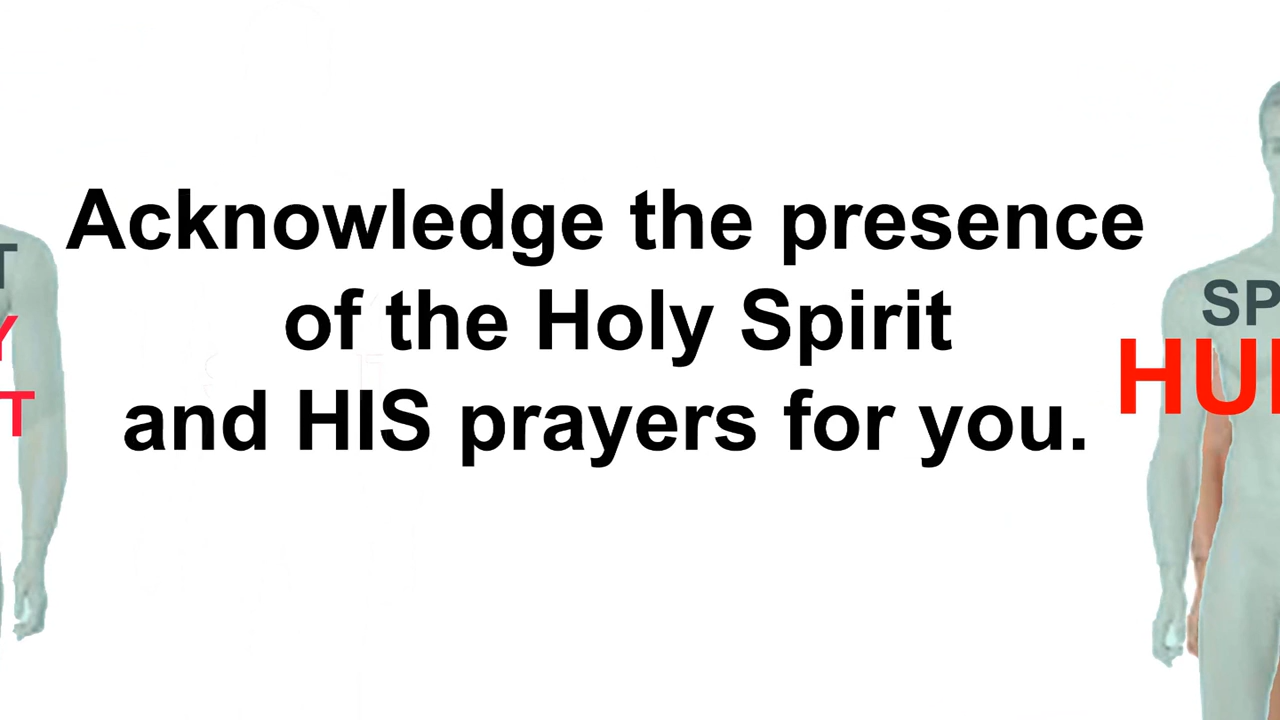 Acknowledge the presence
of the Holy Spirit
and HIS prayers for you.